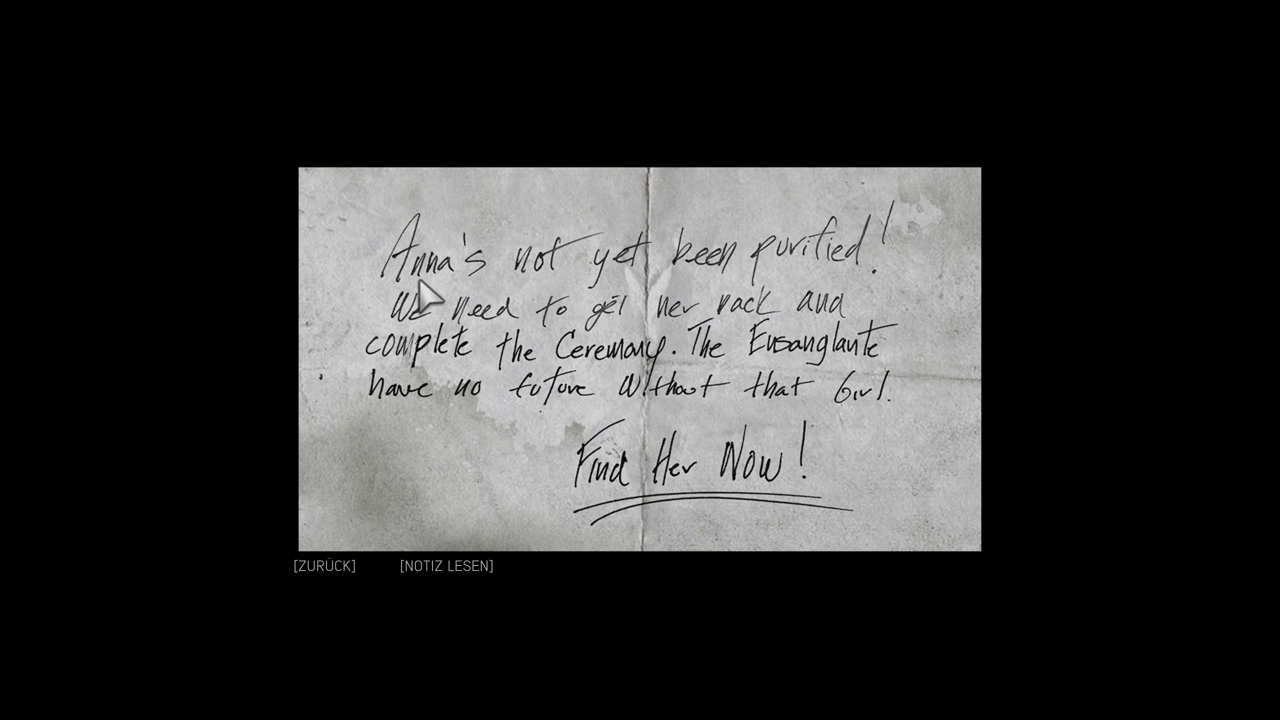 Anna's not yet been purified!
We need to get her back and
complete the Ceremony. The Ensanglante
have no future without that Girl.
Find Her Now!
[ZURÜCK] [NOTIZ LESEN]